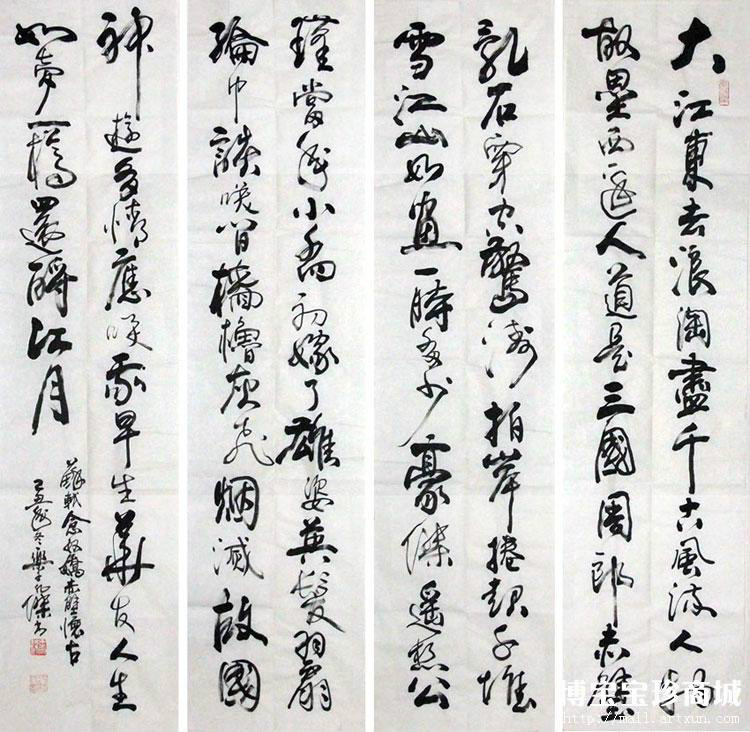 大江東去浪淘盡千古風流人物
故壘西邊人道是三國周郎赤壁
亂石穿空驚濤拍岸捲起千堆
雪江山如畫一時多少豪傑遙想公
瑾當年小喬初嫁了雄姿英發羽扇
綸巾談咲間檣櫓灰飛烟滅故國
神遊多情應咲我早生華髮人生
如夢一樽還酹江月
蘇軾念奴嬌赤壁懷古
己丑年冬樂傑書
博宝宝珍商城
http://mall.artxun.com